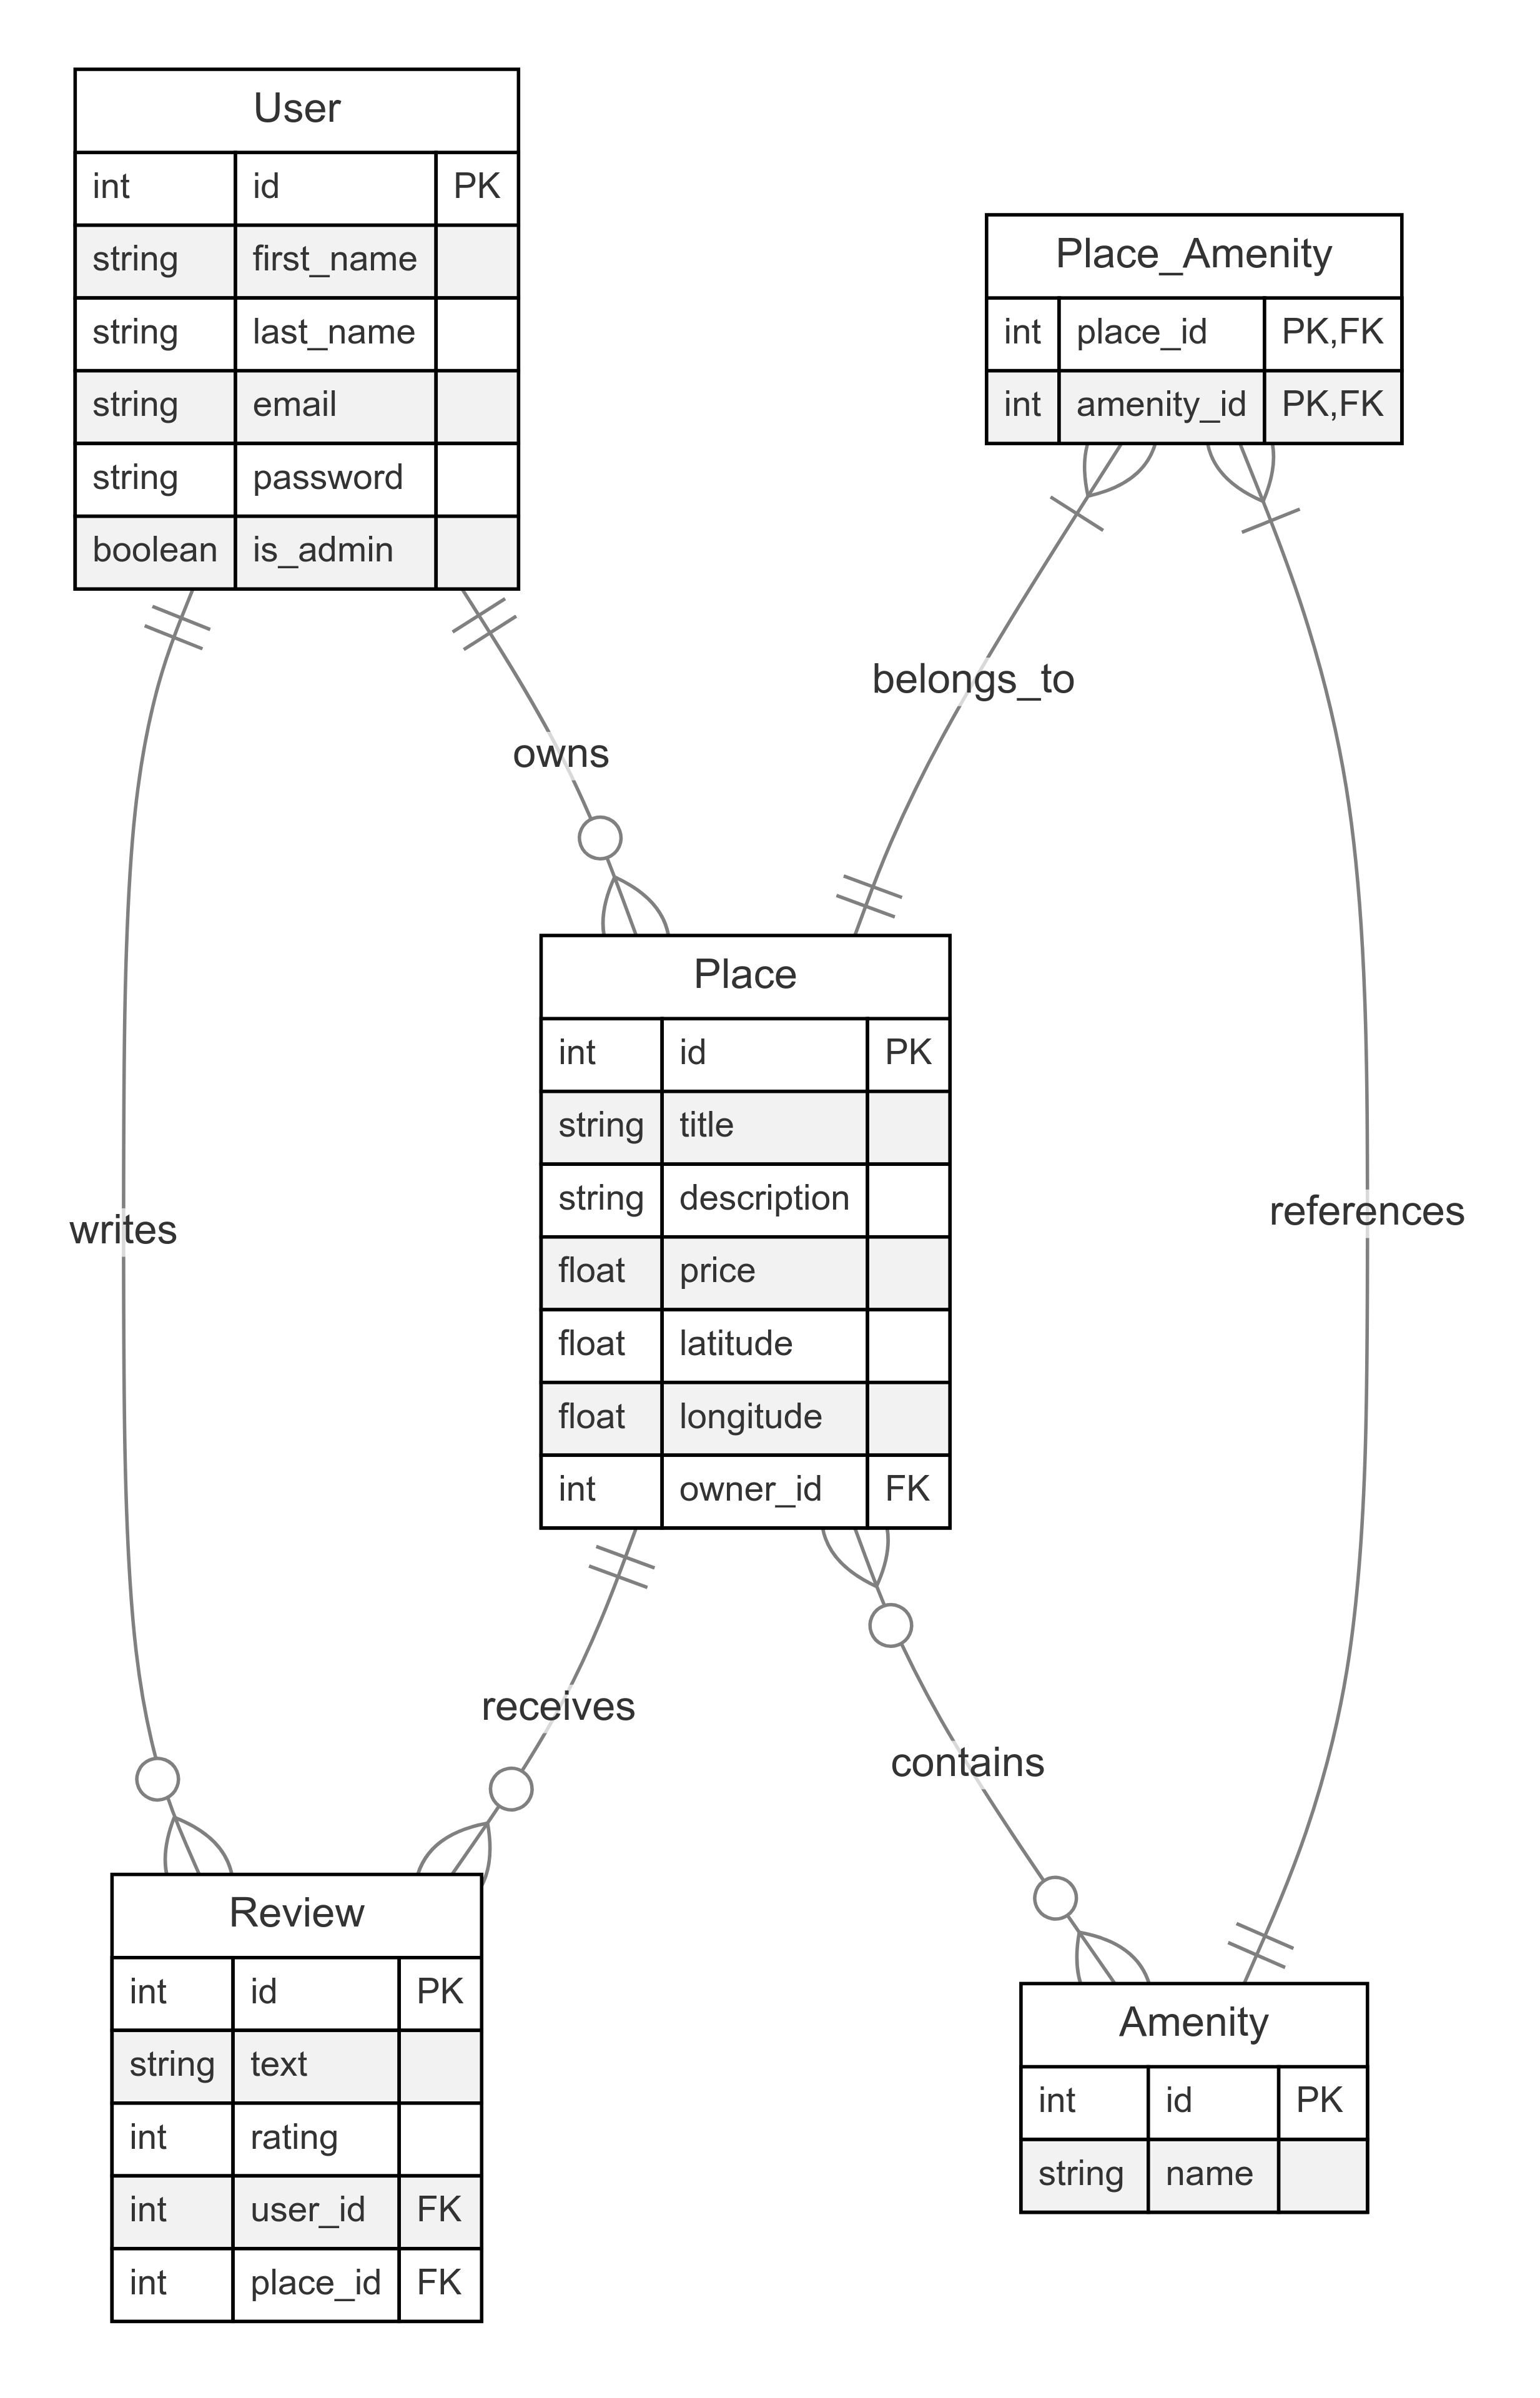 User
int id PK
string first_name
string last_name
string email
string password
boolean is_admin
Place_Amenity
int place_id PK,FK
int amenity_id PK,FK
belongs_to
owns
Place
int id PK
string title
string description
float price
float latitude
float longitude
int owner_id FK
writes
references
receives
contains
Review
int id PK
string text
int rating
int user_id FK
int place_id FK
Amenity
int id PK
string name